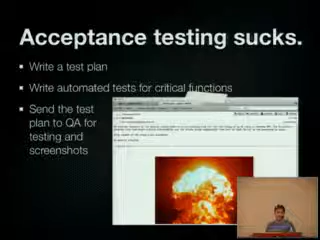 Acceptance testing sucks.
Write a test plan
Write automated tests for critical functions
Send the test
plan to QA for
testing and
screenshots